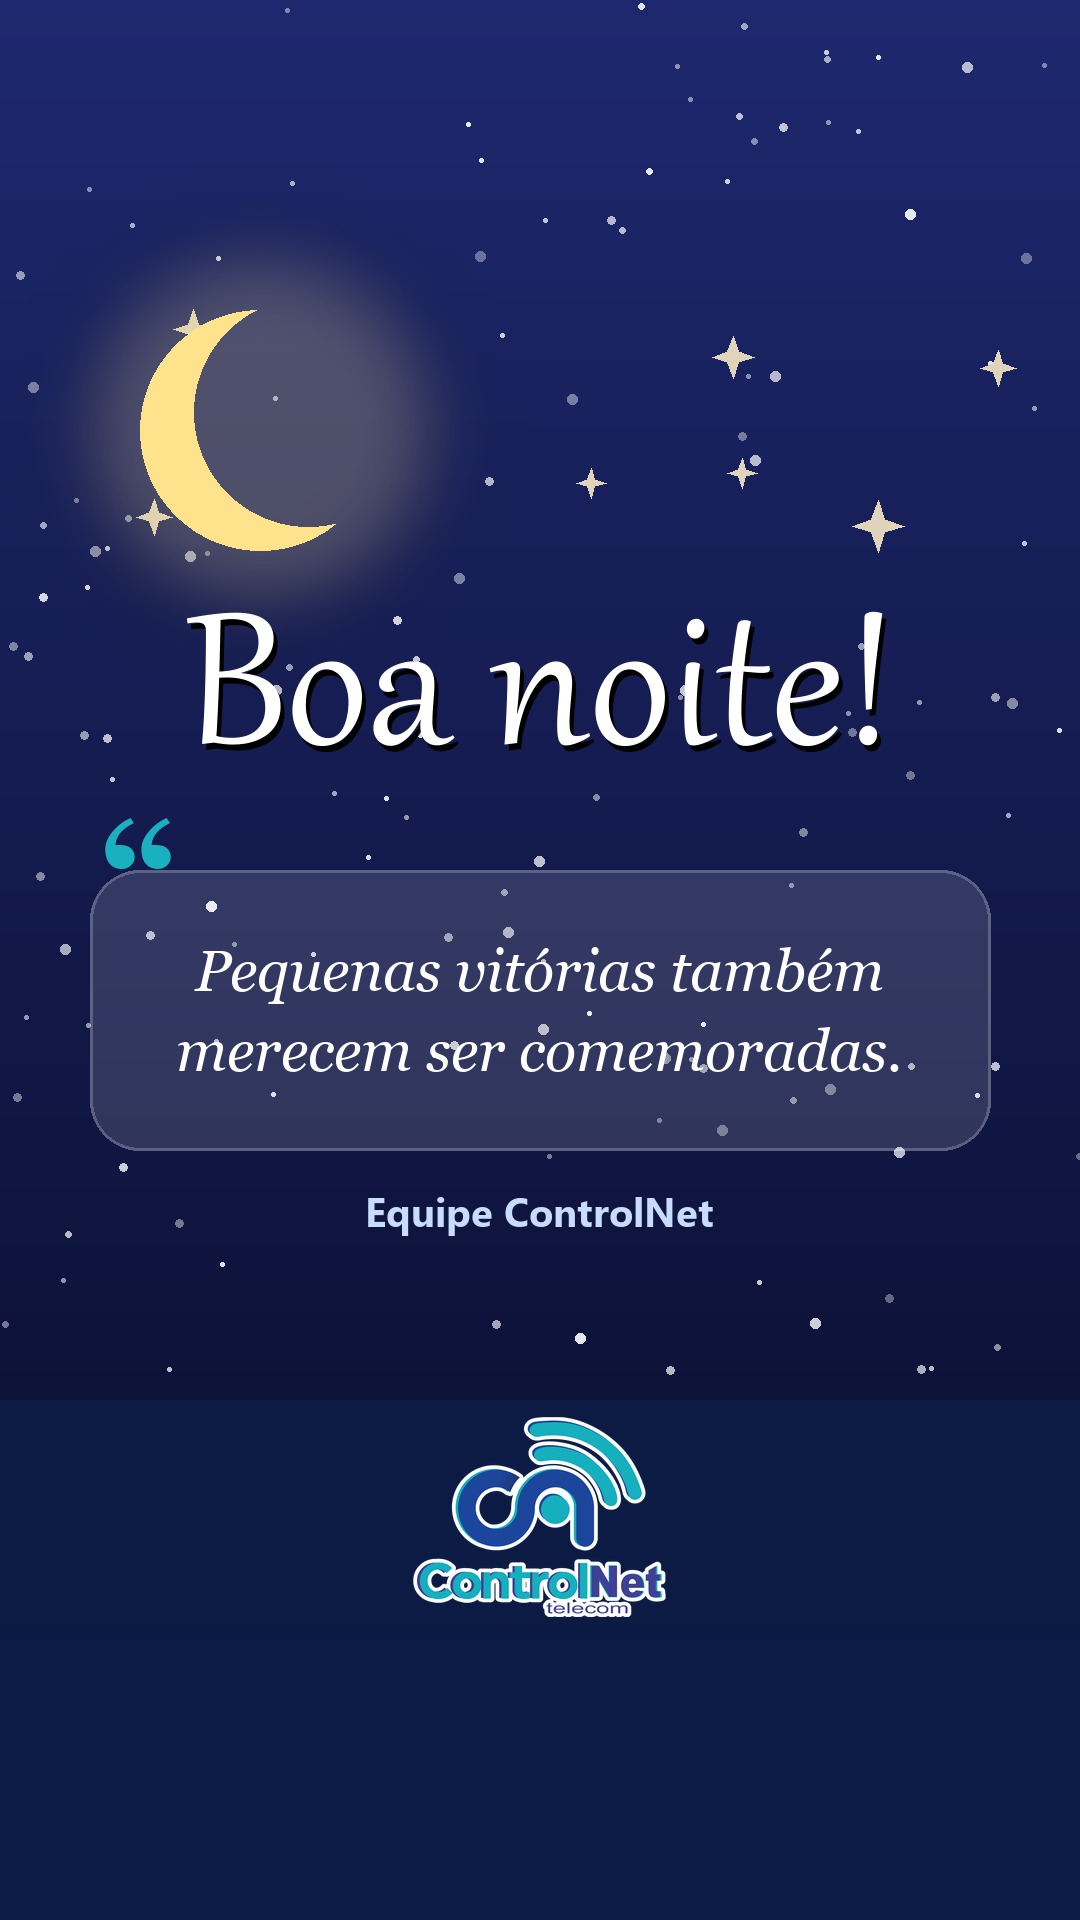 Boa noite!
“
Pequenas vitórias também
merecem ser comemoradas.
Equipe ControlNet
ControlNet
telecom